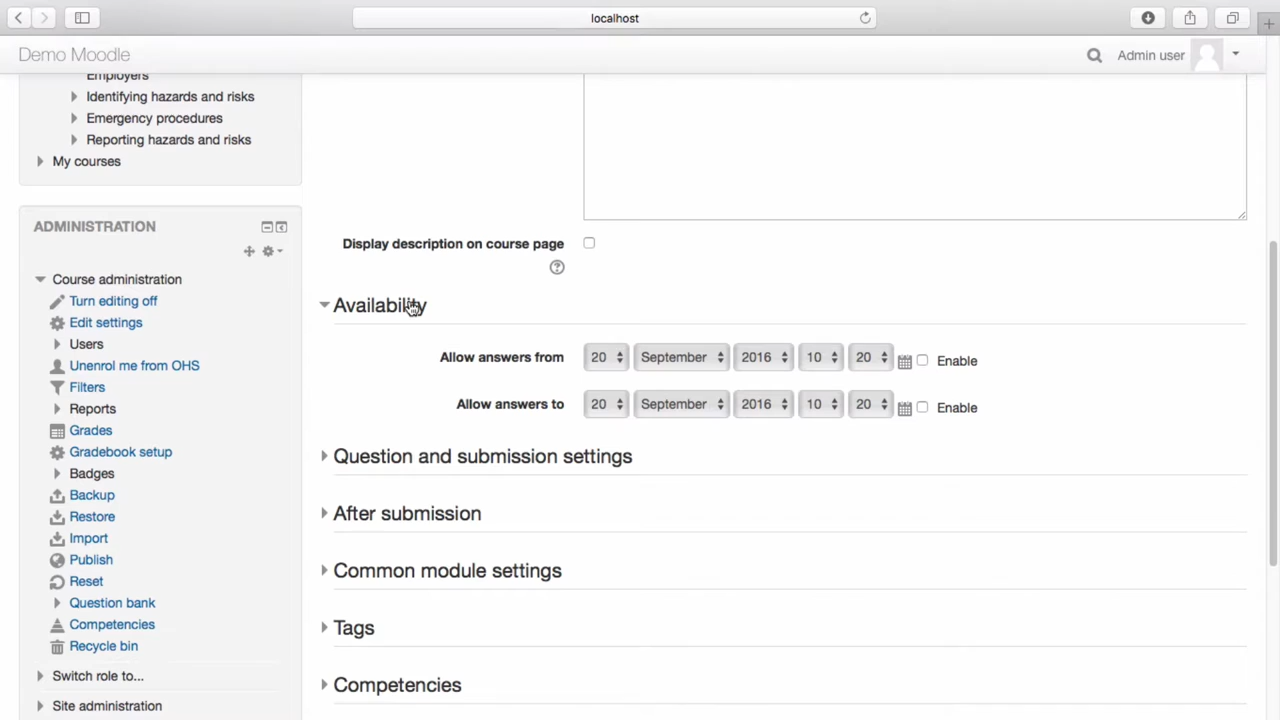 localhost
Demo Moodle
Admin user
Employers
Identifying hazards and risks
Emergency procedures
Reporting hazards and risks
My courses
ADMINISTRATION
Course administration
Turn editing off
Edit settings
Users
Unenrol me from OHS
Filters
Reports
Grades
Gradebook setup
Badges
Backup
Restore
Import
Publish
Reset
Question bank
Competencies
Recycle bin
Switch role to...
Site administration
Display description on course page
Availability
Allow answers from 20 September 2016 10 20 Enable
Allow answers to 20 September 2016 10 20 Enable
Question and submission settings
After submission
Common module settings
Tags
Competencies